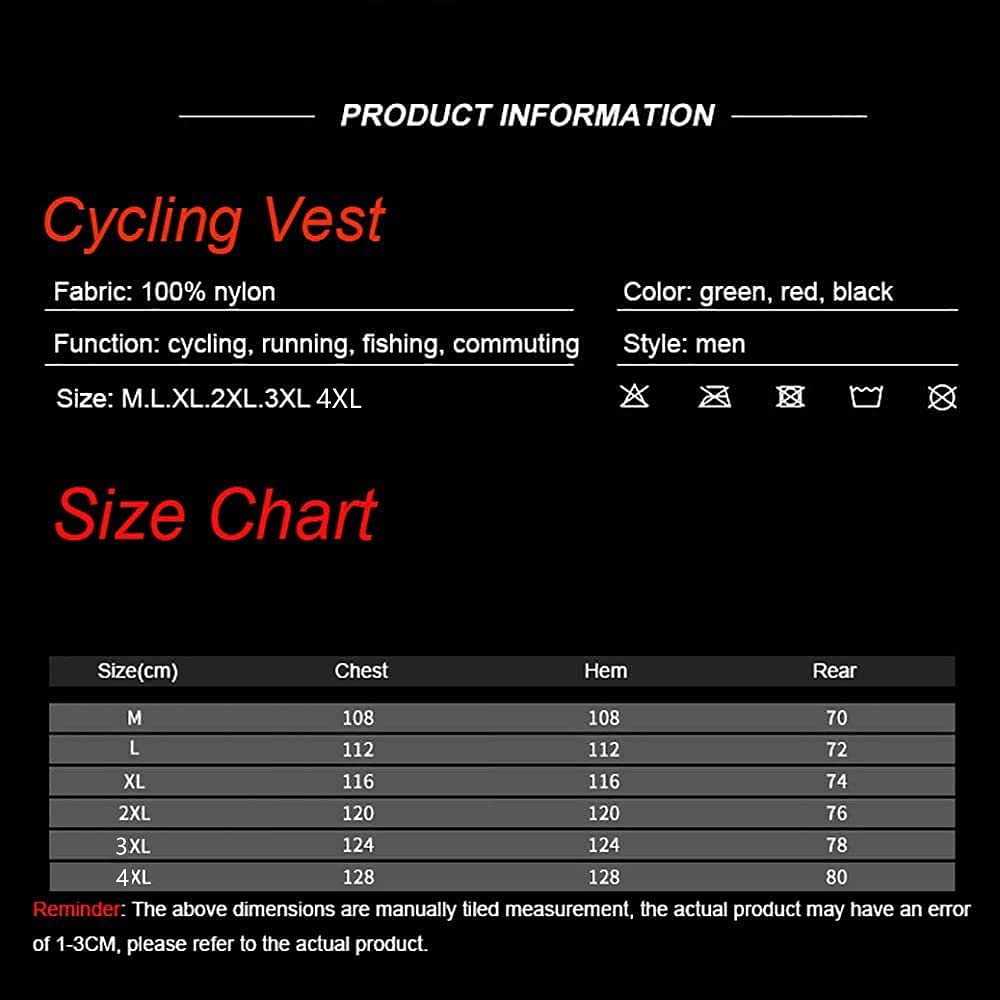 PRODUCT INFORMATION
Cycling Vest
Fabric: 100% nylon
Color: green, red, black
Function: cycling, running, fishing, commuting
Style: men
Size: M.L.XL.2XL.3XL 4XL
Size Chart
Size(cm) Chest Hem Rear
M 108 108 70
L 112 112 72
XL 116 116 74
2XL 120 120 76
3XL 124 124 78
4XL 128 128 80
Reminder: The above dimensions are manually tiled measurement, the actual product may have an error
of 1-3CM, please refer to the actual product.